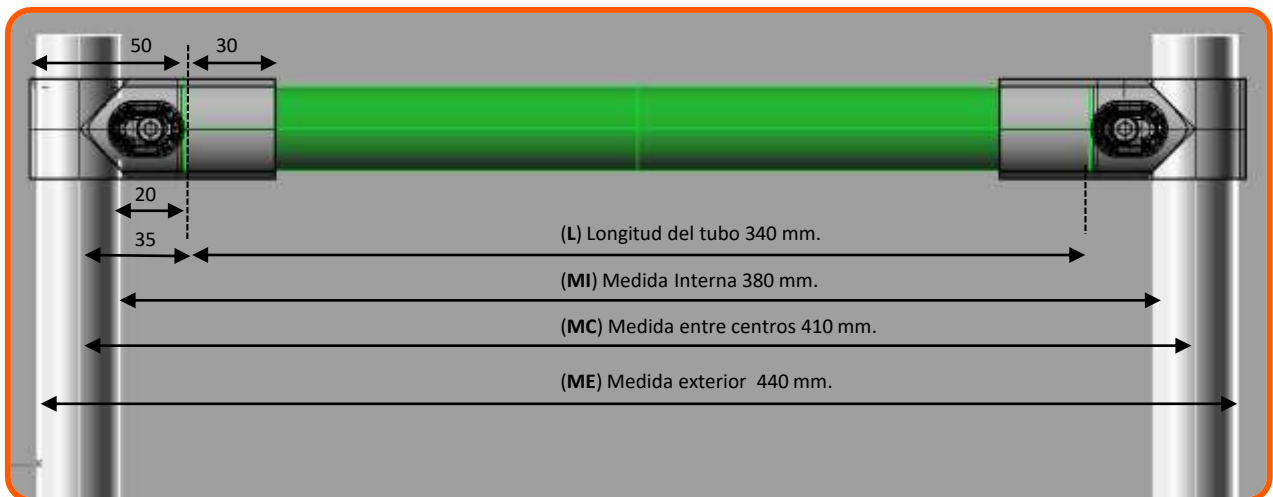 50
30
20
35
(L) Longitud del tubo 340 mm.
(MI) Medida Interna 380 mm.
(MC) Medida entre centros 410 mm.
(ME) Medida exterior 440 mm.